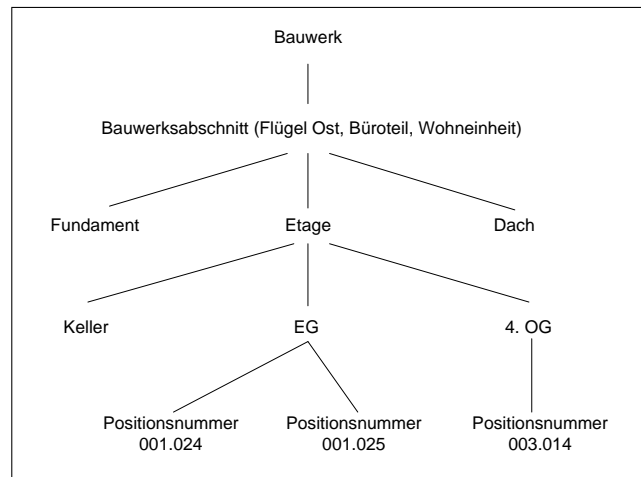 Bauwerk
Bauwerksabschnitt (Flügel Ost, Büroteil, Wohneinheit)
Fundament
Etage
Dach
Keller
EG
4. OG
Positionsnummer
001.024
Positionsnummer
001.025
Positionsnummer
003.014